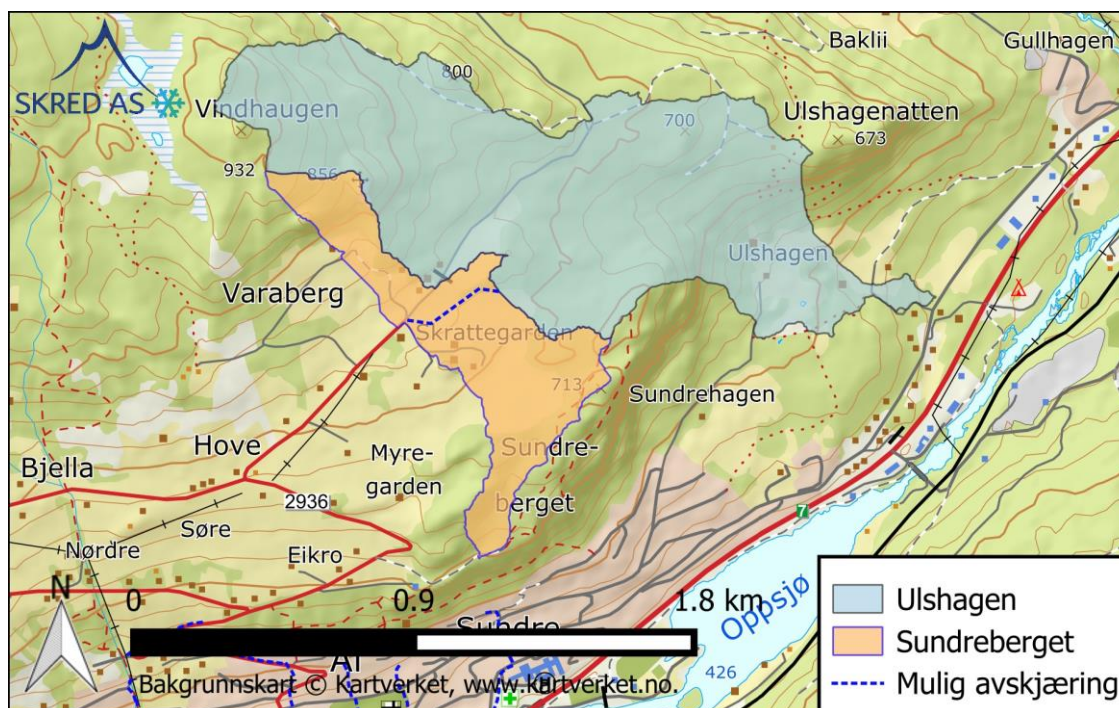 SKRED AS
Baklii
Gullhagen
800
Vindhaugen
700
Ulshagenatten
673
932
856
Ulshagen
Varaberg
Skrattegarden
713
Sundrehagen
Hove
Myre-
garden
Sundre-
berget
Bjella
2936
Søre
7
Nørdre
Eikro
N
0
0.9
1.8 km
Oppsjø
Sundre
Ål
426
Bakgrunnskart © Kartverket, www.kartverket.no.
Ulshagen
Sundreberget
Mulig avskjæring